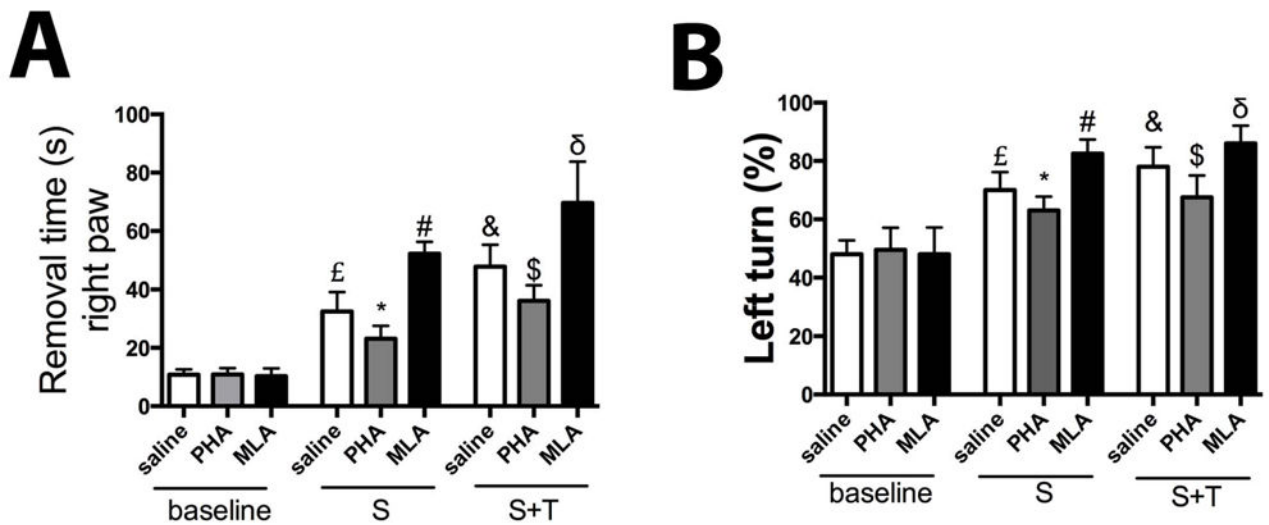 A
Removal time (s)
right paw
100
80
60
40
20
0
£
*
#
&
$
δ
saline
PHA
MLA
saline
PHA
MLA
saline
PHA
MLA
baseline
S
S+T
B
Left turn (%)
100
80
60
40
20
0
£
*
#
&
$
δ
saline
PHA
MLA
saline
PHA
MLA
saline
PHA
MLA
baseline
S
S+T